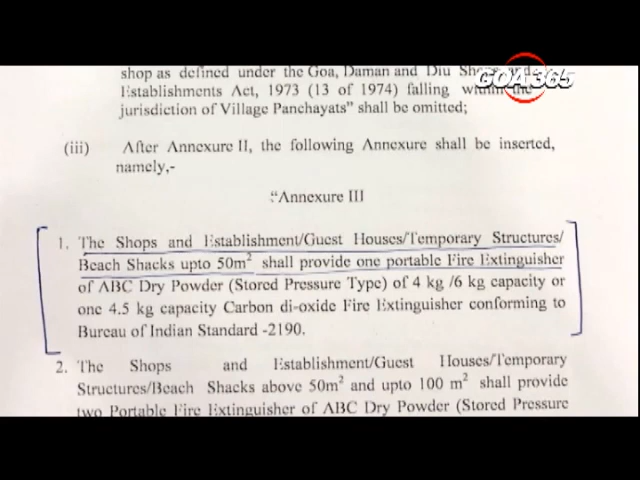 GOA365
shop as defined under the Goa, Daman and Diu
Establishments Act, 1973 (13 of 1974) falling within the
jurisdiction of Village Panchayats” shall be omitted;
(iii) After Annexure II, the following Annexure shall be inserted,
namely,-
“Annexure III
1. The Shops and Establishment/Guest Houses/Temporary Structures/
Beach Shacks upto 50m² shall provide one portable Fire Extinguisher
of ABC Dry Powder (Stored Pressure Type) of 4 kg /6 kg capacity or
one 4.5 kg capacity Carbon di-oxide Fire Extinguisher conforming to
Bureau of Indian Standard -2190.
2. The Shops and Establishment/Guest Houses/Temporary
Structures/Beach Shacks above 50m² and upto 100 m² shall provide
two Portable Fire Extinguisher of ABC Dry Powder (Stored Pressure